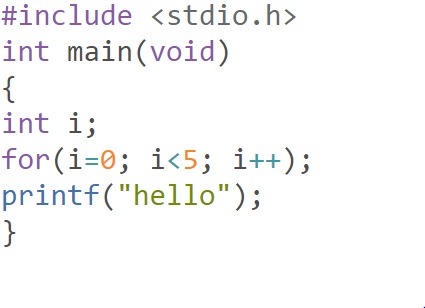 #include <stdio.h>
int main(void)
{
int i;
for(i=0; i<5; i++);
printf("hello");
}